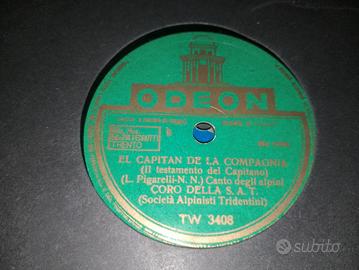 ODEON
TRENTO
b
EL CAPITAN DE LA COMPAGNIA
(Il testamento del Capitano)
(L. Pigarelli-N. N.) Canto degli alpini
CORO DELLA S. A. T.
(Società Alpinisti Tridentini)
TW 3408
subito